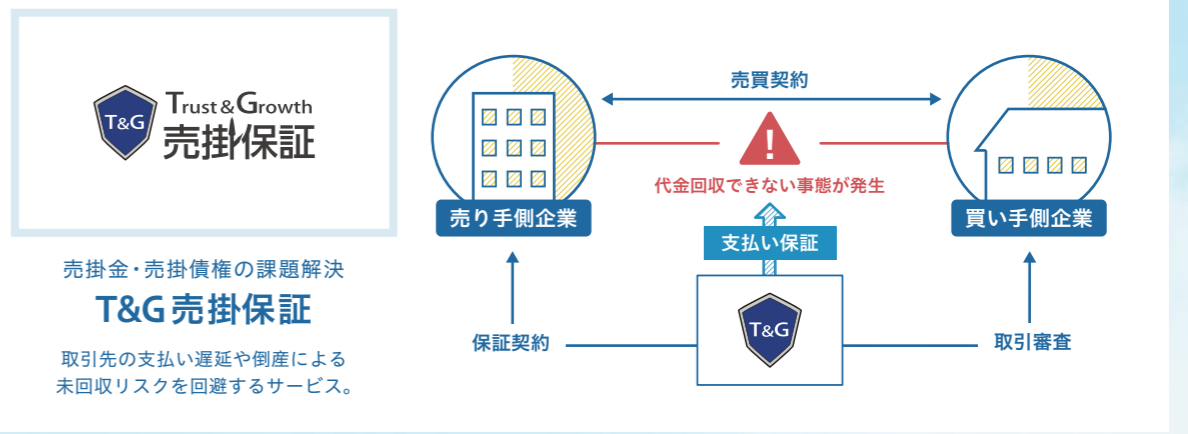 T&G
Trust & Growth
売掛保証
売掛金・売掛債権の課題解決
T&G 売掛保証
取引先の支払い遅延や倒産による
未回収リスクを回避するサービス。
売買契約
!
代金回収できない事態が発生
売り手側企業
買い手側企業
支払い保証
T&G
保証契約
取引審査